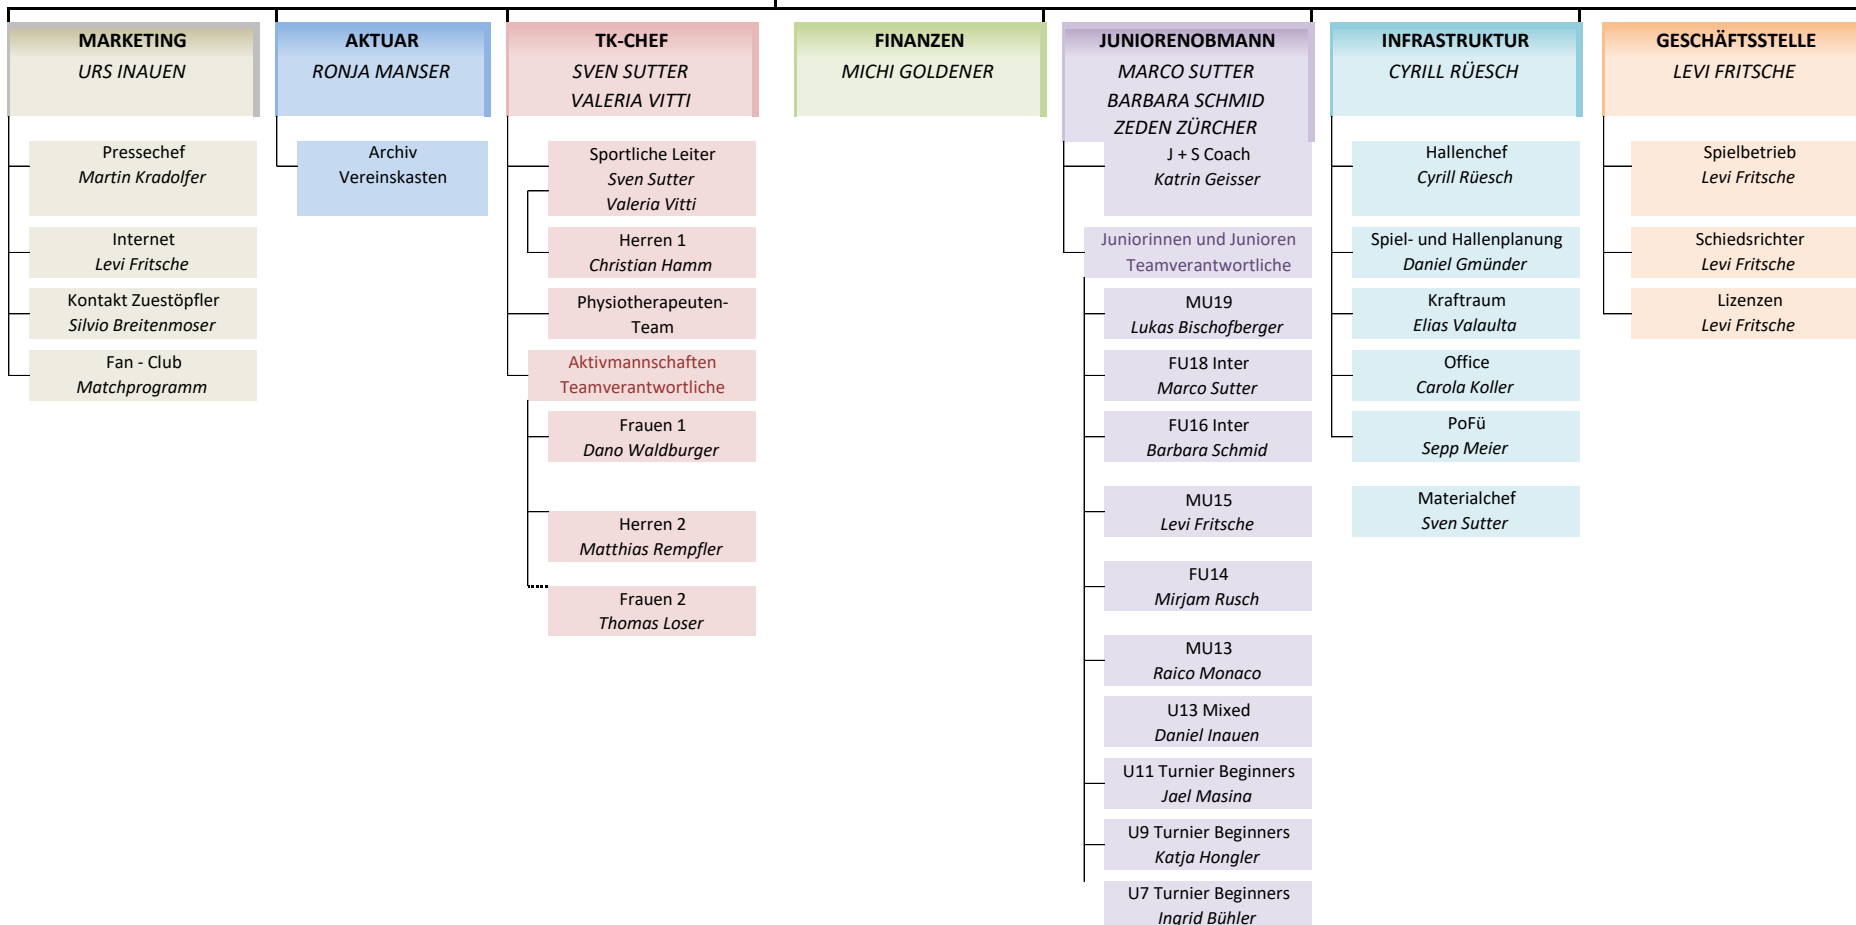 MARKETING
URS INAUEN
Pressechef
Martin Kradolfer
Internet
Levi Fritsche
Kontakt Zuestöpfler
Silvio Breitenmoser
Fan - Club
Matchprogramm
AKTUAR
RONJA MANSER
Archiv
Vereinskasten
TK-CHEF
SVEN SUTTER
VALERIA VITTI
Sportliche Leiter
Sven Sutter
Valeria Vitti
Herren 1
Christian Hamm
Physiotherapeuten-
Team
Aktivmannschaften
Teamverantwortliche
Frauen 1
Dano Waldburger
Herren 2
Matthias Rempfler
Frauen 2
Thomas Loser
FINANZEN
MICHI GOLDENER
JUNIORENOBMANN
MARCO SUTTER
BARBARA SCHMID
ZEDEN ZÜRCHER
J + S Coach
Katrin Geisser
Juniorinnen und Junioren
Teamverantwortliche
MU19
Lukas Bischofberger
FU18 Inter
Marco Sutter
FU16 Inter
Barbara Schmid
MU15
Levi Fritsche
FU14
Mirjam Rusch
MU13
Raico Monaco
U13 Mixed
Daniel Inauen
U11 Turnier Beginners
Jael Masina
U9 Turnier Beginners
Katja Hongler
U7 Turnier Beginners
Ingrid Bühler
INFRASTRUKTUR
CYRILL RÜESCH
Hallenchef
Cyrill Rüesch
Spiel- und Hallenplanung
Daniel Gmünder
Kraftraum
Elias Valaulta
Office
Carola Koller
PoFü
Sepp Meier
Materialchef
Sven Sutter
GESCHÄFTSSTELLE
LEVI FRITSCHE
Spielbetrieb
Levi Fritsche
Schiedsrichter
Levi Fritsche
Lizenzen
Levi Fritsche